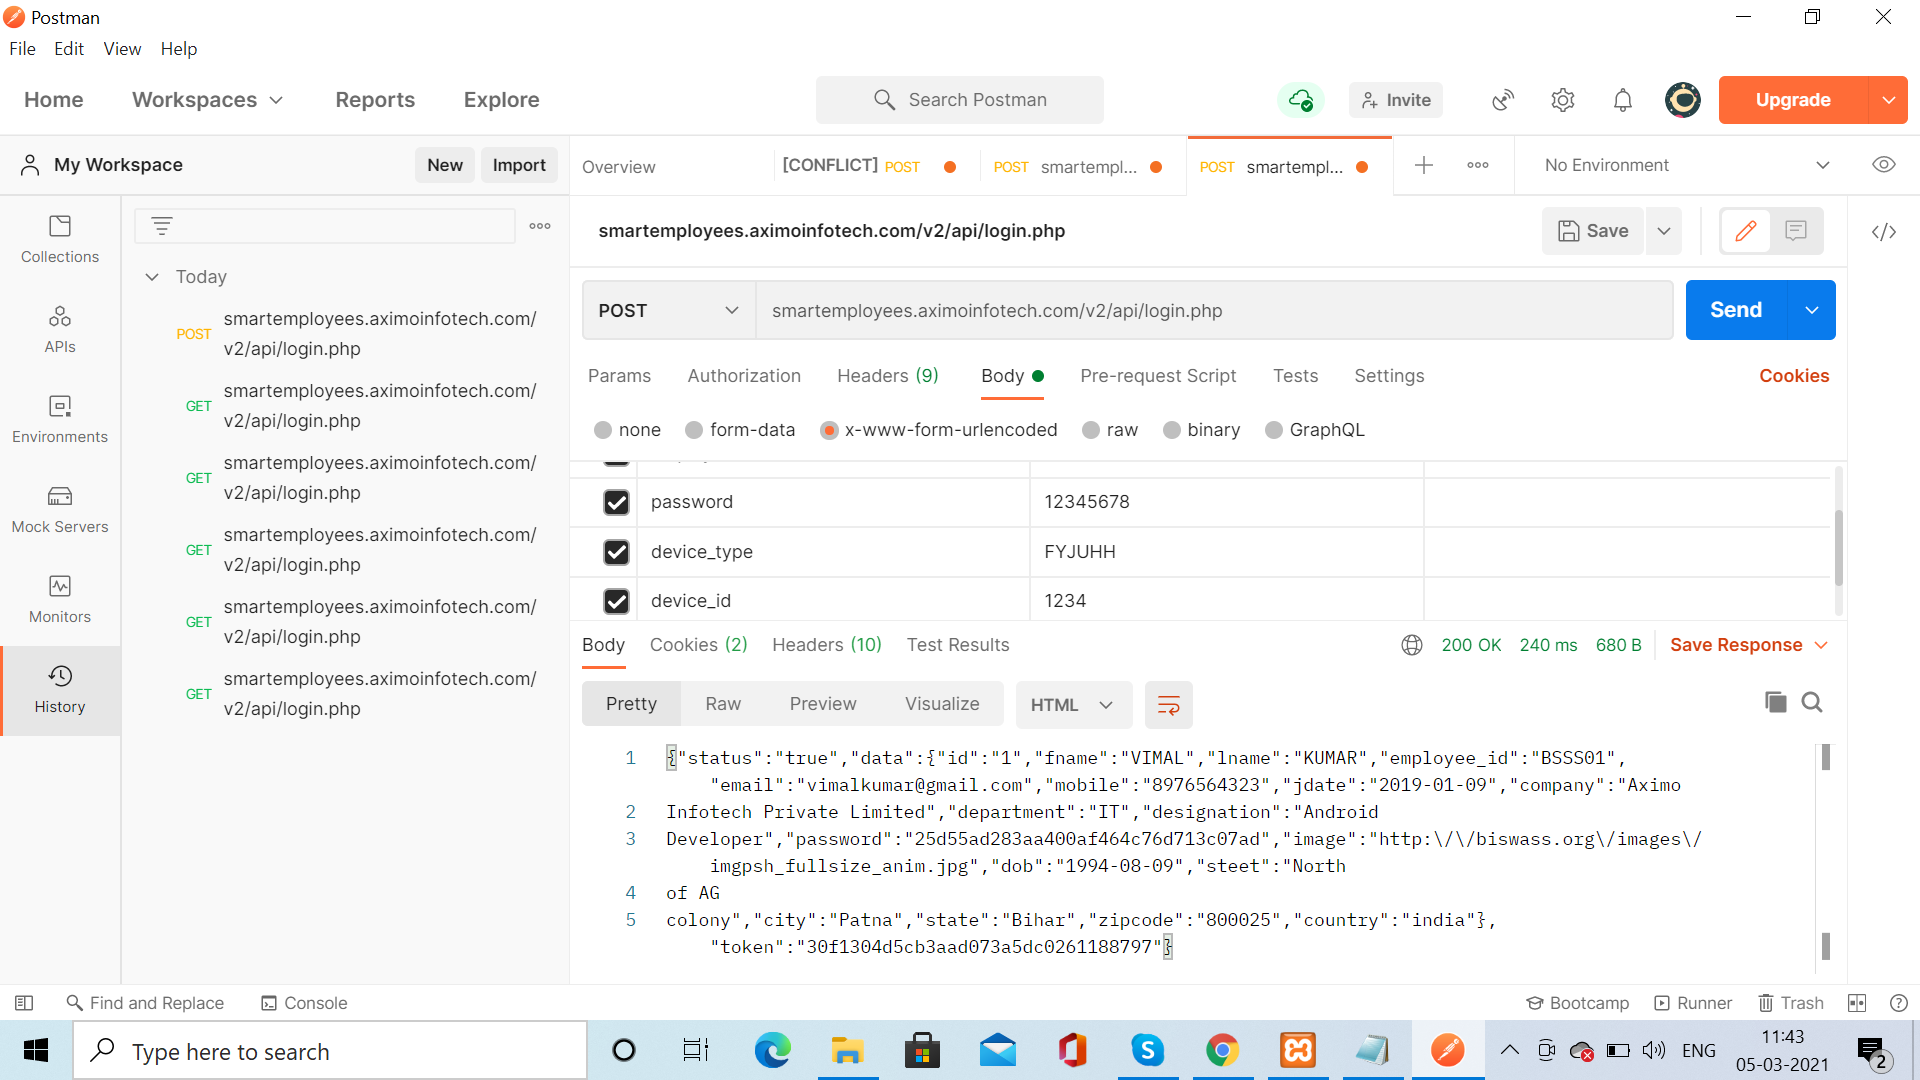 Postman
File Edit View Help
Home Workspaces Reports Explore Search Postman Invite Upgrade
My Workspace New Import
Overview [CONFLICT] POST POST smartempl... POST smartempl... No Environment
Collections
APIs
Environments
Mock Servers
Monitors
History
Today
POST smartemployees.aximoinfotech.com/
v2/api/login.php
GET smartemployees.aximoinfotech.com/
v2/api/login.php
GET smartemployees.aximoinfotech.com/
v2/api/login.php
GET smartemployees.aximoinfotech.com/
v2/api/login.php
GET smartemployees.aximoinfotech.com/
v2/api/login.php
GET smartemployees.aximoinfotech.com/
v2/api/login.php
smartemployees.aximoinfotech.com/v2/api/login.php Save
POST smartemployees.aximoinfotech.com/v2/api/login.php Send
Params Authorization Headers (9) Body Pre-request Script Tests Settings Cookies
none form-data x-www-form-urlencoded raw binary GraphQL
password 12345678
device_type FYJUHH
device_id 1234
Body Cookies (2) Headers (10) Test Results 200 OK 240 ms 680 B Save Response
Pretty Raw Preview Visualize HTML
1 {"status":"true","data":{"id":"1","fname":"VIMAL","lname":"KUMAR","employee_id":"BSSS01",
"email":"vimalkumar@gmail.com","mobile":"8976564323","jdate":"2019-01-09","company":"Aximo
2 Infotech Private Limited","department":"IT","designation":"Android
3 Developer","password":"25d55ad283aa400af464c76d713c07ad","image":"http:\/\/biswass.org\/images\/
imgpsh_fullsize_anim.jpg","dob":"1994-08-09","steet":"North
4 of AG
5 colony","city":"Patna","state":"Bihar","zipcode":"800025","country":"india"},
"token":"30f1304d5cb3aad073a5dc0261188797"}
Find and Replace Console Bootcamp Runner Trash
Type here to search ENG 11:43
05-03-2021 2